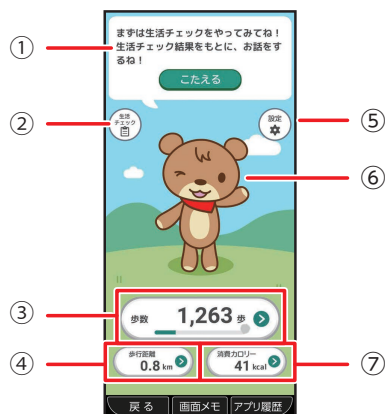 まずは生活チェックをやってみてね！
生活チェック結果をもとに、お話をす
るね！
こたえる
①
②
生活
チェック
設定
⑤
⑥
③
歩数 1,263 歩
④
歩行距離
0.8 km
消費カロリー
41 kcal
⑦
戻る 画面メモ アプリ履歴